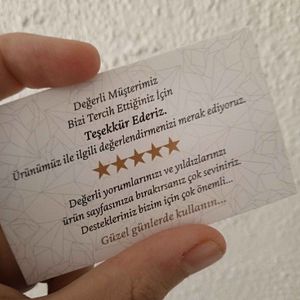 Değerli Müşterimiz
Bizi Tercih Ettiğiniz İçin
Teşekkür Ederiz.
Ürünümüz ile ilgili değerlendirmenizi merak ediyoruz.
Değerli yorumlarınızı ve yıldızlarınızı
ürün sayfasınıza bırakırsanız çok seviniriz.
Destekleriniz bizim için çok önemli...
Güzel günlerde kullanın...